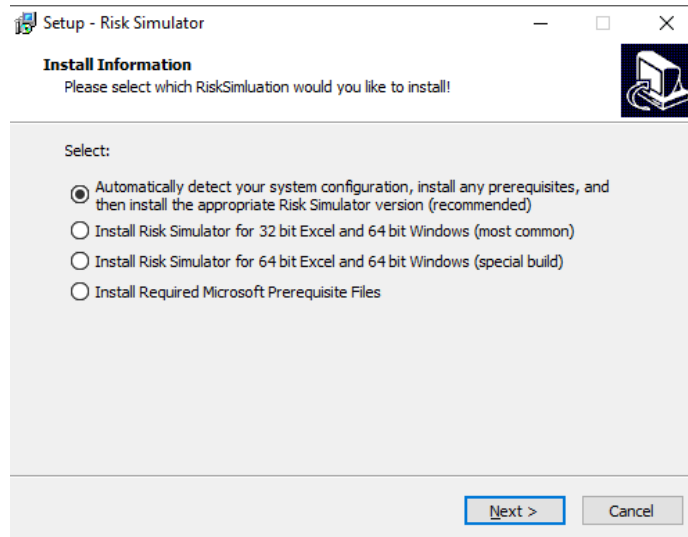 Setup - Risk Simulator
Install Information
Please select which RiskSimluation would you like to install!
Select:
Automatically detect your system configuration, install any prerequisites, and
then install the appropriate Risk Simulator version (recommended)
Install Risk Simulator for 32 bit Excel and 64 bit Windows (most common)
Install Risk Simulator for 64 bit Excel and 64 bit Windows (special build)
Install Required Microsoft Prerequisite Files
Next >
Cancel